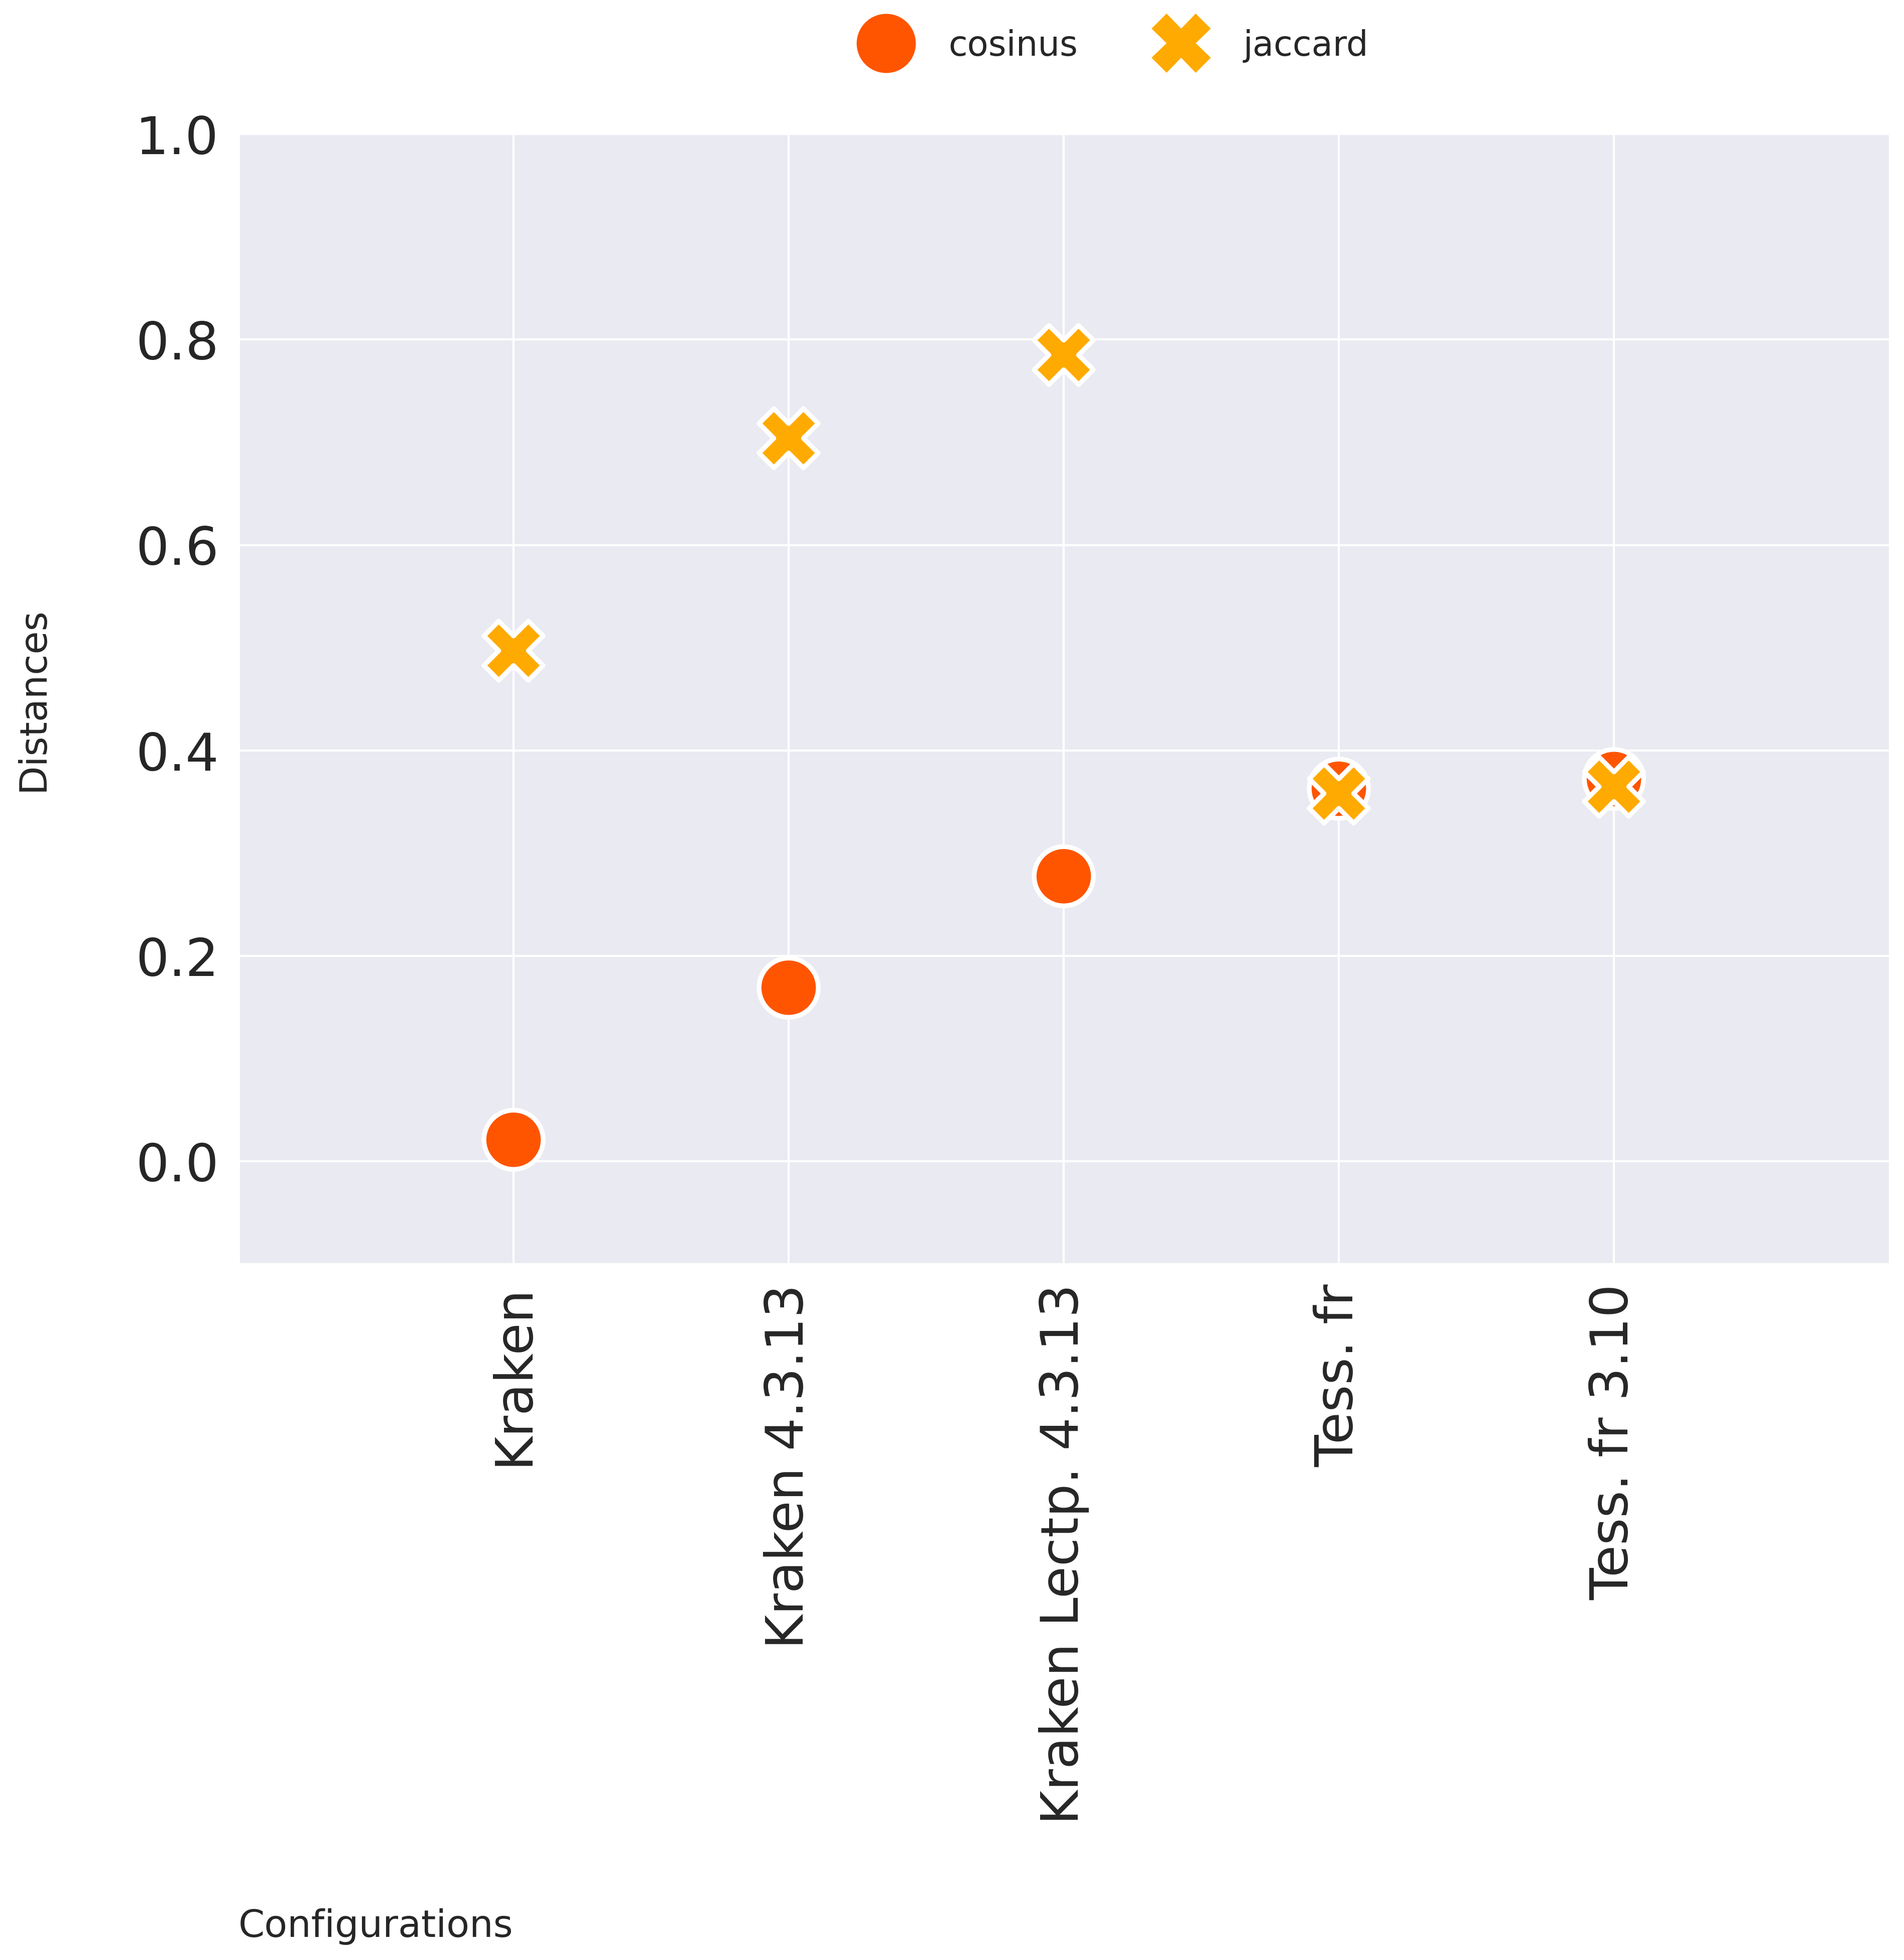 cosinus
jaccard
1.0
0.8
0.6
0.4
0.2
0.0
Distances
Kraken
Kraken 4.3.13
Kraken Lectp. 4.3.13
Tess. fr
Tess. fr 3.10
Configurations